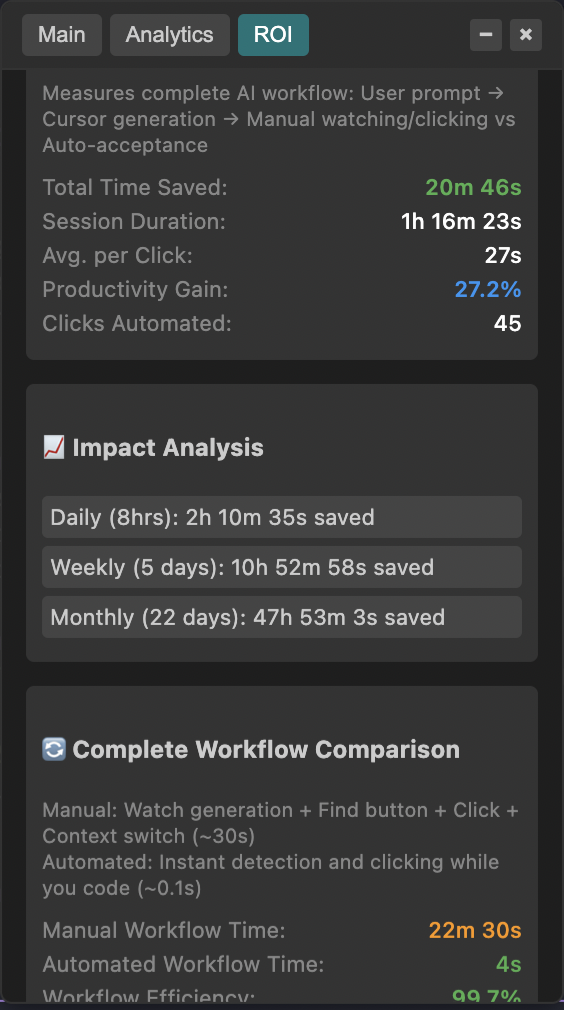 Main Analytics ROI
Measures complete AI workflow: User prompt →
Cursor generation → Manual watching/clicking vs
Auto-acceptance
Total Time Saved: 20m 46s
Session Duration: 1h 16m 23s
Avg. per Click: 27s
Productivity Gain: 27.2%
Clicks Automated: 45
Impact Analysis
Daily (8hrs): 2h 10m 35s saved
Weekly (5 days): 10h 52m 58s saved
Monthly (22 days): 47h 53m 3s saved
Complete Workflow Comparison
Manual: Watch generation + Find button + Click +
Context switch (~30s)
Automated: Instant detection and clicking while
you code (~0.1s)
Manual Workflow Time: 22m 30s
Automated Workflow Time: 4s
Workflow Efficiency: 99.7%